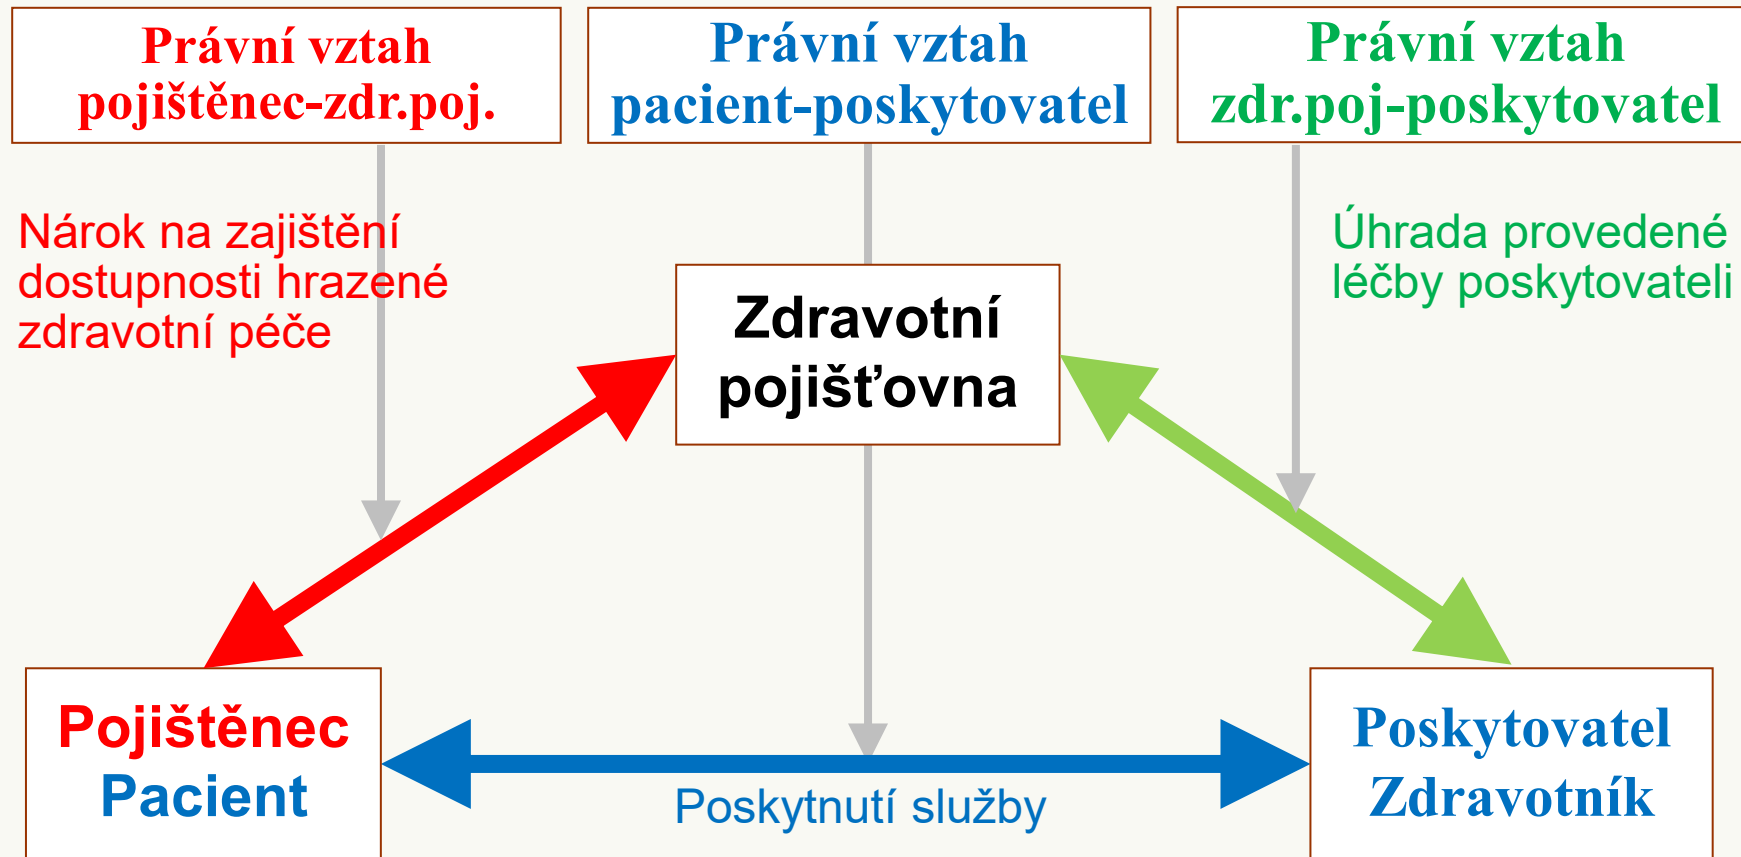 Právní vztah
pojištěnec-zdr.poj.
Právní vztah
pacient-poskytovatel
Právní vztah
zdr.poj-poskytovatel
Nárok na zajištění
dostupnosti hrazené
zdravotní péče
Úhrada provedené
léčby poskytovateli
Zdravotní
pojišťovna
Pojištěnec
Pacient
Poskytnutí služby
Poskytovatel
Zdravotník